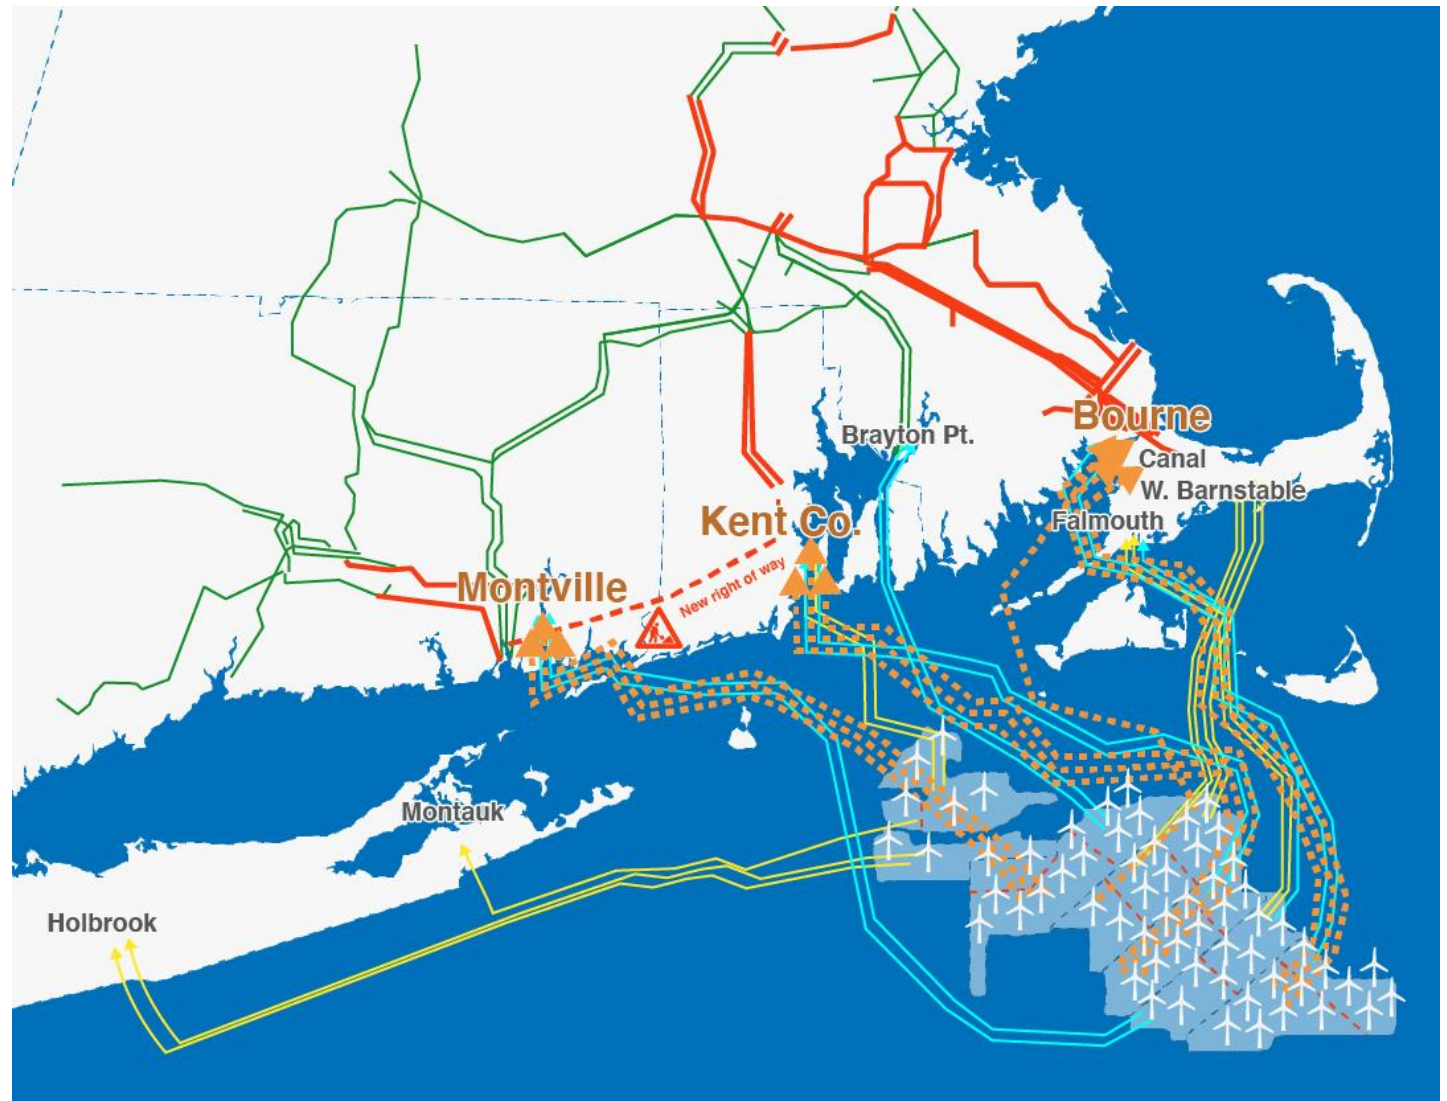 Bourne
Brayton Pt.
Canal
W. Barnstable
Kent Co.
Falmouth
New right of way
Montville
Montauk
Holbrook